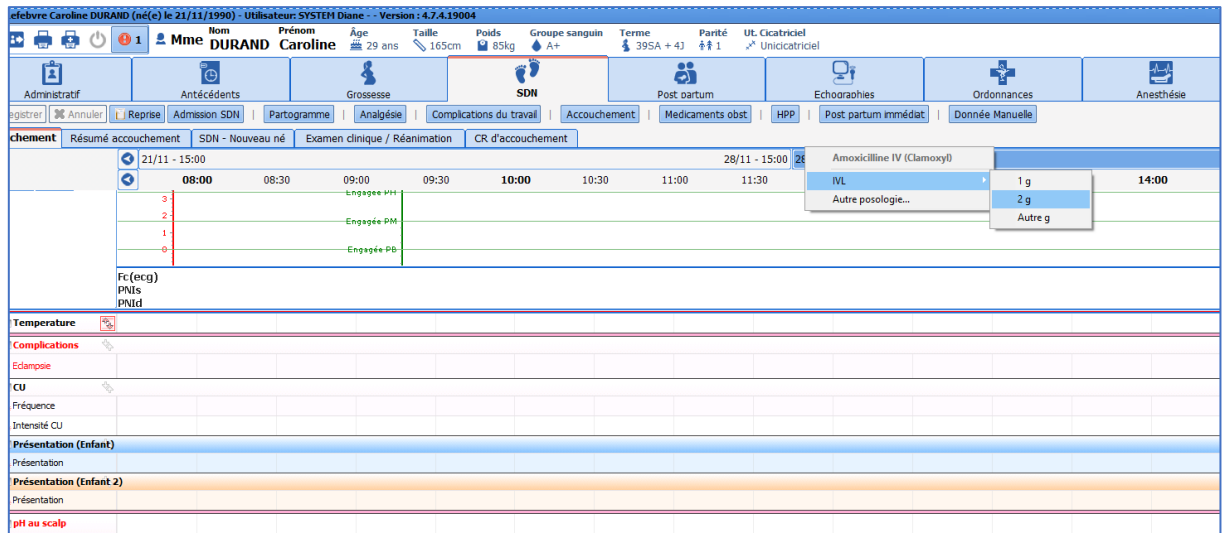 efebvre Caroline DURAND (né(e) le 21/11/1990) - Utilisateur: SYSTEM Diane - - Version : 4.7.4.19004
1 Mme Nom DURAND Prénom Caroline Âge 29 ans Taille 165cm Poids 85kg Groupe sanguin A+ Terme 39SA + 4J Parité 1 Ut. Cicatriciel Unicicatriciel
Administratif Antécédents Grossesse SDN Post partum Echographies Ordonnances Anesthésie
egistrer Annuler Reprise Admission SDN | Partogramme | Analgésie | Complications du travail | Accouchement | Medicaments obst | HPP | Post partum immédiat | Donnée Manuelle
chement Résumé accouchement SDN - Nouveau né Examen clinique / Réanimation CR d'accouchement
21/11 - 15:00 28/11 - 15:00 28
Amoxicilline IV (Clamoxyl)
08:00 08:30 09:00 09:30 10:00 10:30 11:00 11:30 14:00
IVL 1 g
Autre posologie... 2 g
Autre g
3 Engagée PH
2 Engagée PM
1
0 Engagée PB
Fc(ecg)
PNIs
PNId
Temperature
Complications
Eclampsie
CU
Fréquence
Intensité CU
Présentation (Enfant)
Présentation
Présentation (Enfant 2)
Présentation
pH au scalp